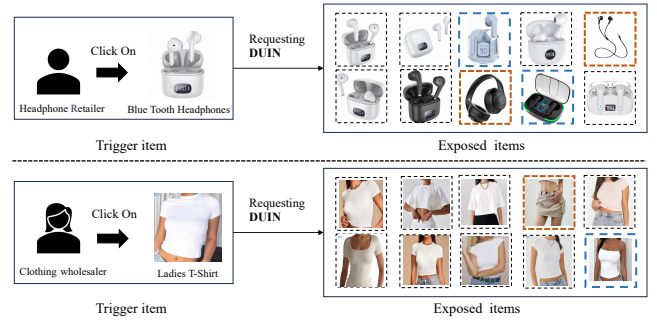 Click On
Headphone Retailer
Blue Tooth Headphones
Requesting
DUIN
Trigger item
Exposed items
Click On
Clothing wholesaler
Ladies T-Shirt
Requesting
DUIN
Trigger item
Exposed items